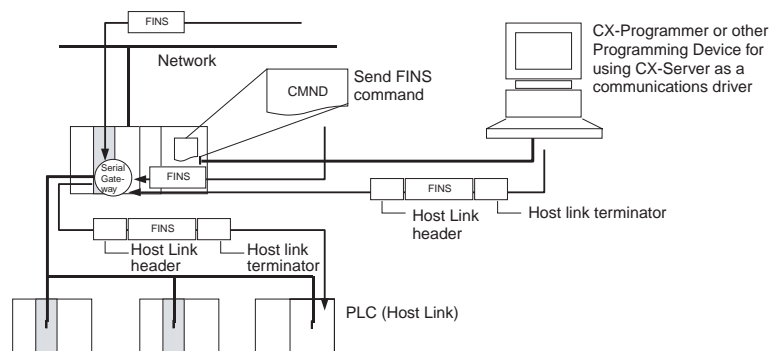 FINS
Network
CMND
Send FINS
command
CX-Programmer or other
Programming Device for
using CX-Server as a
communications driver
Serial
Gate-
way
FINS
FINS
Host Link
header
Host link terminator
FINS
Host Link
header
Host link
terminator
PLC (Host Link)